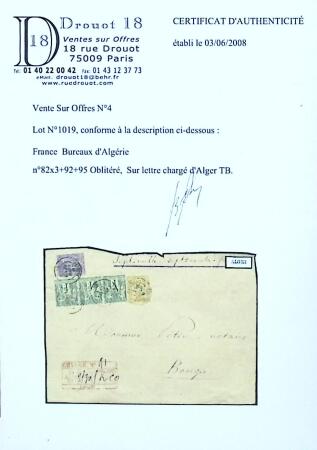 Drouot 18
D 18
Ventes sur Offres
18 rue Drouot
75009 Paris
Tel: 01 40 22 00 42 Fax: 01 43 12 37 73
eMail: drouot18@behr.fr
www.ruedrouot.com
CERTIFICAT D'AUTHENTICITÉ
établi le 03/06/2008
Vente Sur Offres N°4
Lot N°1019, conforme à la description ci-dessous :
France Bureaux d'Algérie
n°82x3+92+95 Oblitéré, Sur lettre chargé d'Alger TB.
ALGER